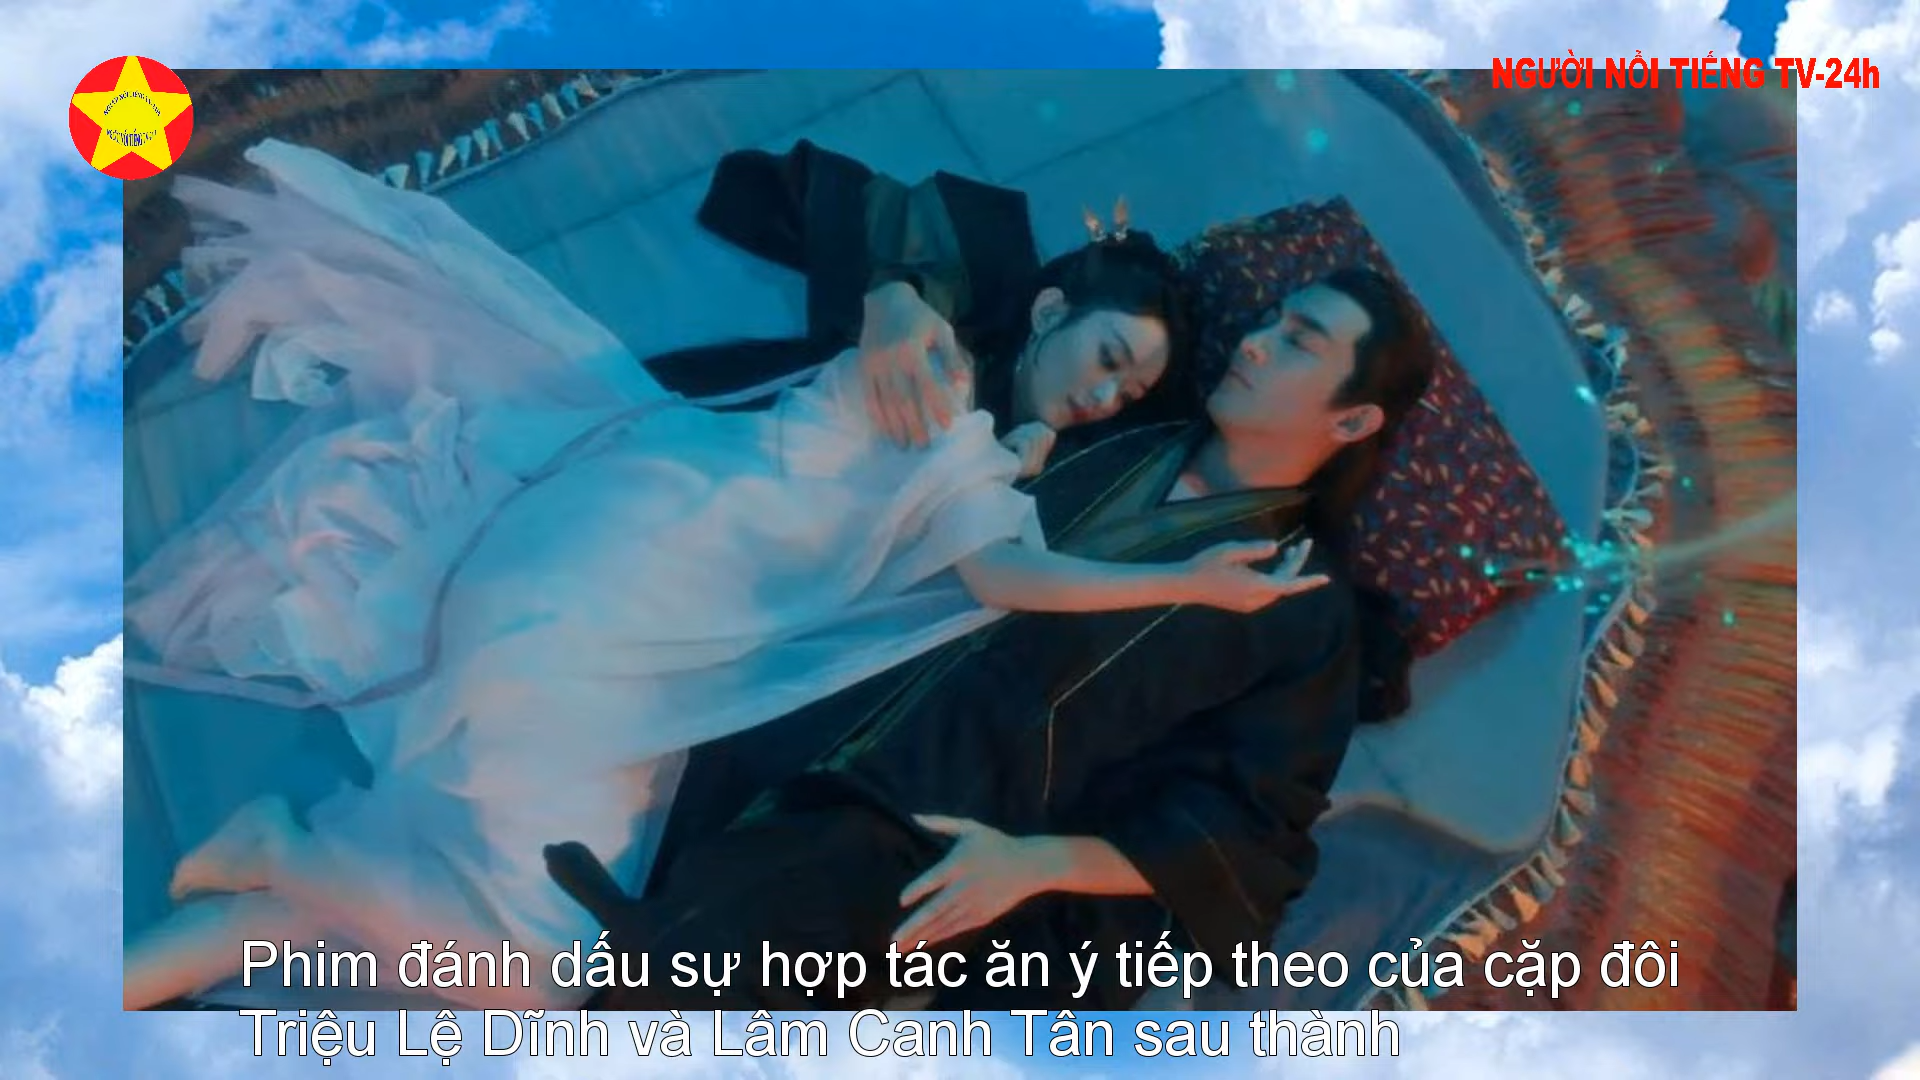 NGƯỜI NỔI TIẾNG TV-24h
Phim đánh dấu sự hợp tác ăn ý tiếp theo của cặp đôi
Triệu Lệ Dĩnh và Lâm Canh Tân sau thành